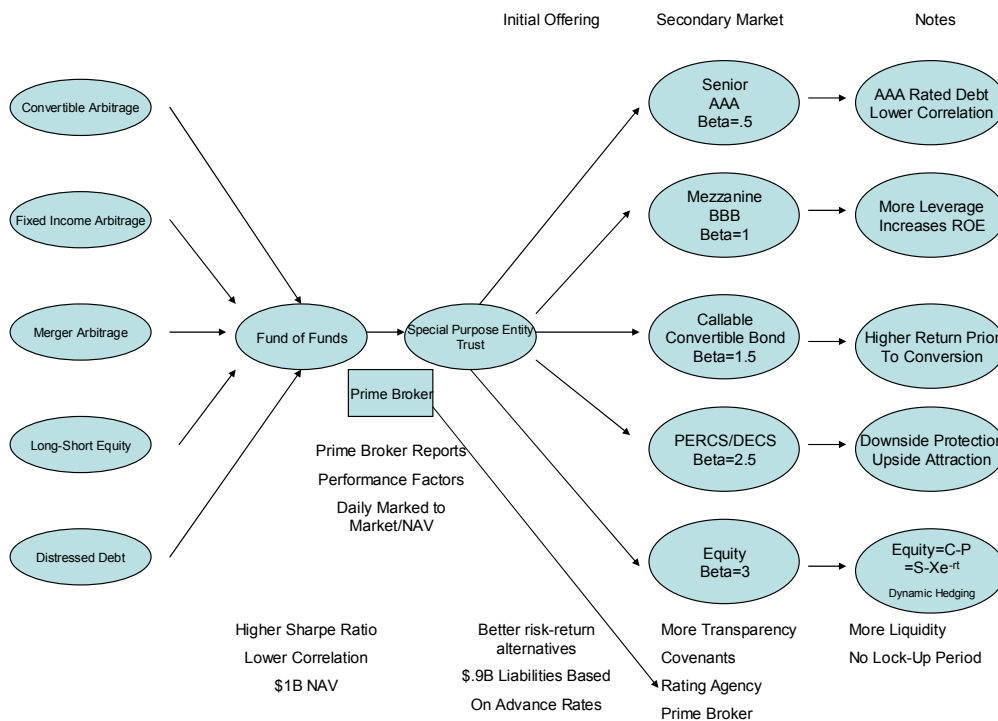 Initial Offering
Secondary Market
Notes
Convertible Arbitrage
Fixed Income Arbitrage
Merger Arbitrage
Long-Short Equity
Distressed Debt
Fund of Funds
Special Purpose Entity
Trust
Prime Broker
Prime Broker Reports
Performance Factors
Daily Marked to
Market/NAV
Senior
AAA
Beta=.5
AAA Rated Debt
Lower Correlation
Mezzanine
BBB
Beta=1
More Leverage
Increases ROE
Callable
Convertible Bond
Beta=1.5
Higher Return Prior
To Conversion
PERCS/DECS
Beta=2.5
Downside Protection
Upside Attraction
Equity
Beta=3
Equity=C-P
=S-Xe-rt
Dynamic Hedging
Higher Sharpe Ratio
Lower Correlation
$1B NAV
Better risk-return
alternatives
$.9B Liabilities Based
On Advance Rates
More Transparency
Covenants
Rating Agency
Prime Broker
More Liquidity
No Lock-Up Period